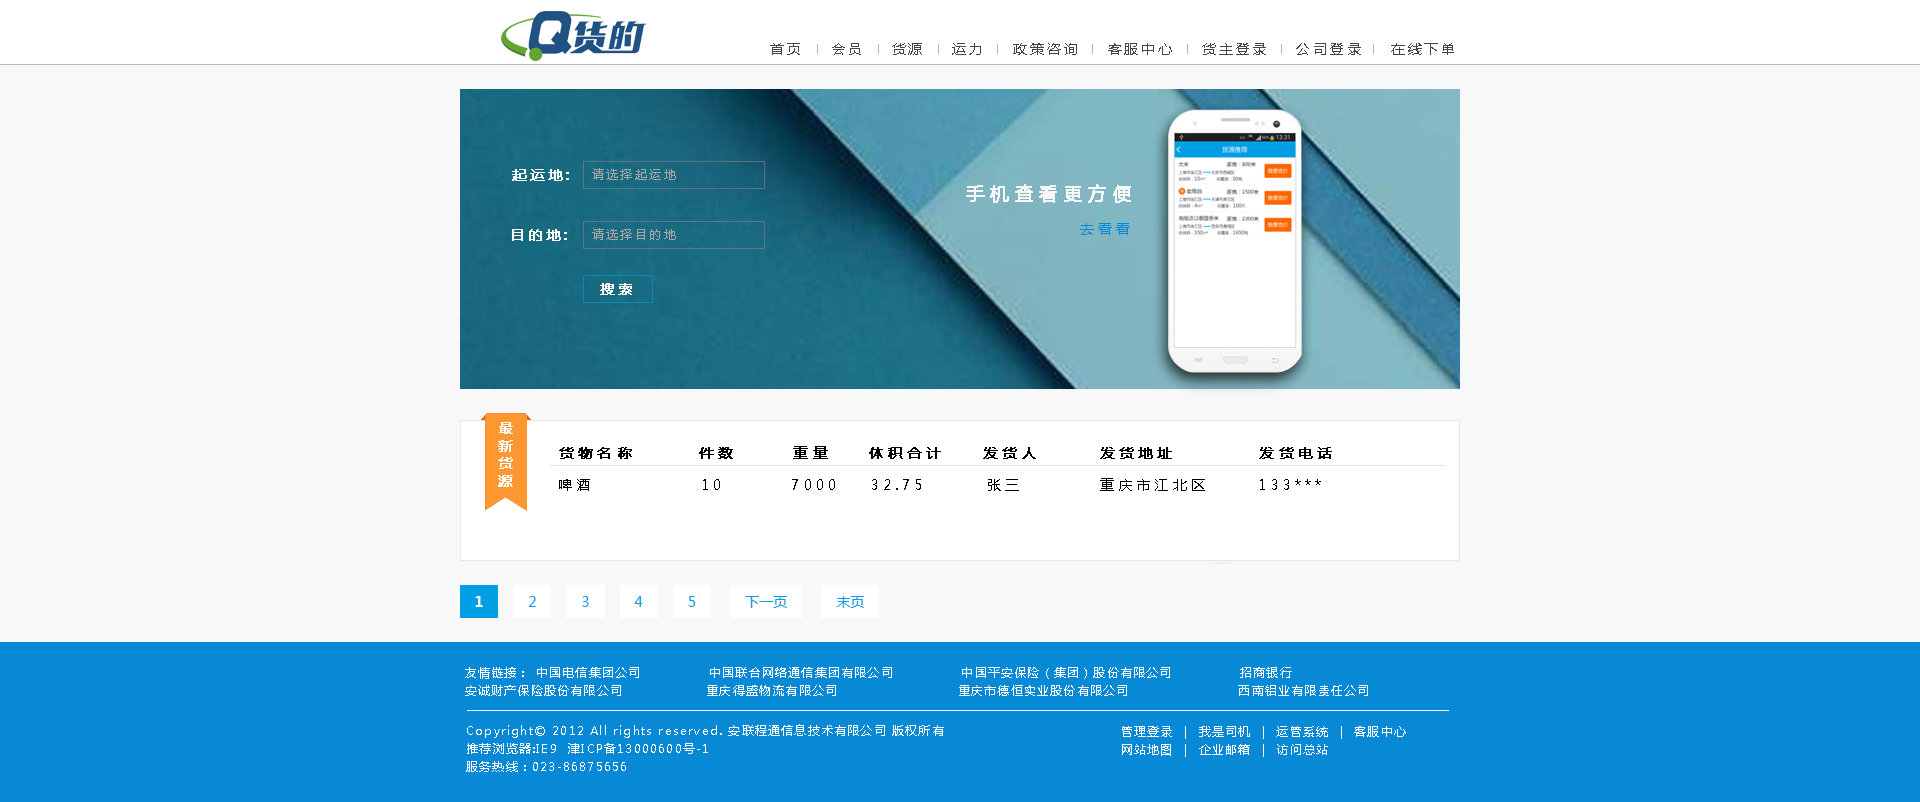 Q货的
首页 | 会员 | 货源 | 运力 | 政策咨询 | 客服中心 | 货主登录 | 公司登录 | 在线下单
起运地: 请选择起运地
目的地: 请选择目的地
搜索
手机查看更方便
去看看
13:31
货源推荐
大米 距离：800米
最新货源
货物名称 件数 重量 体积合计 发货人 发货地址 发货电话
啤酒 10 7000 32.75 张三 重庆市江北区 133***
1 2 3 4 5 下一页 末页
友情链接： 中国电信集团公司 中国联合网络通信集团有限公司 中国平安保险（集团）股份有限公司 招商银行
安诚财产保险股份有限公司 重庆得盛物流有限公司 重庆市德恒实业股份有限公司 西南铝业有限责任公司
Copyright© 2012 All rights reserved. 安联程通信息技术有限公司 版权所有
推荐浏览器:IE9 津ICP备13000600号-1
服务热线：023-86875656
管理登录 | 我是司机 | 运管系统 | 客服中心
网站地图 | 企业邮箱 | 访问总站